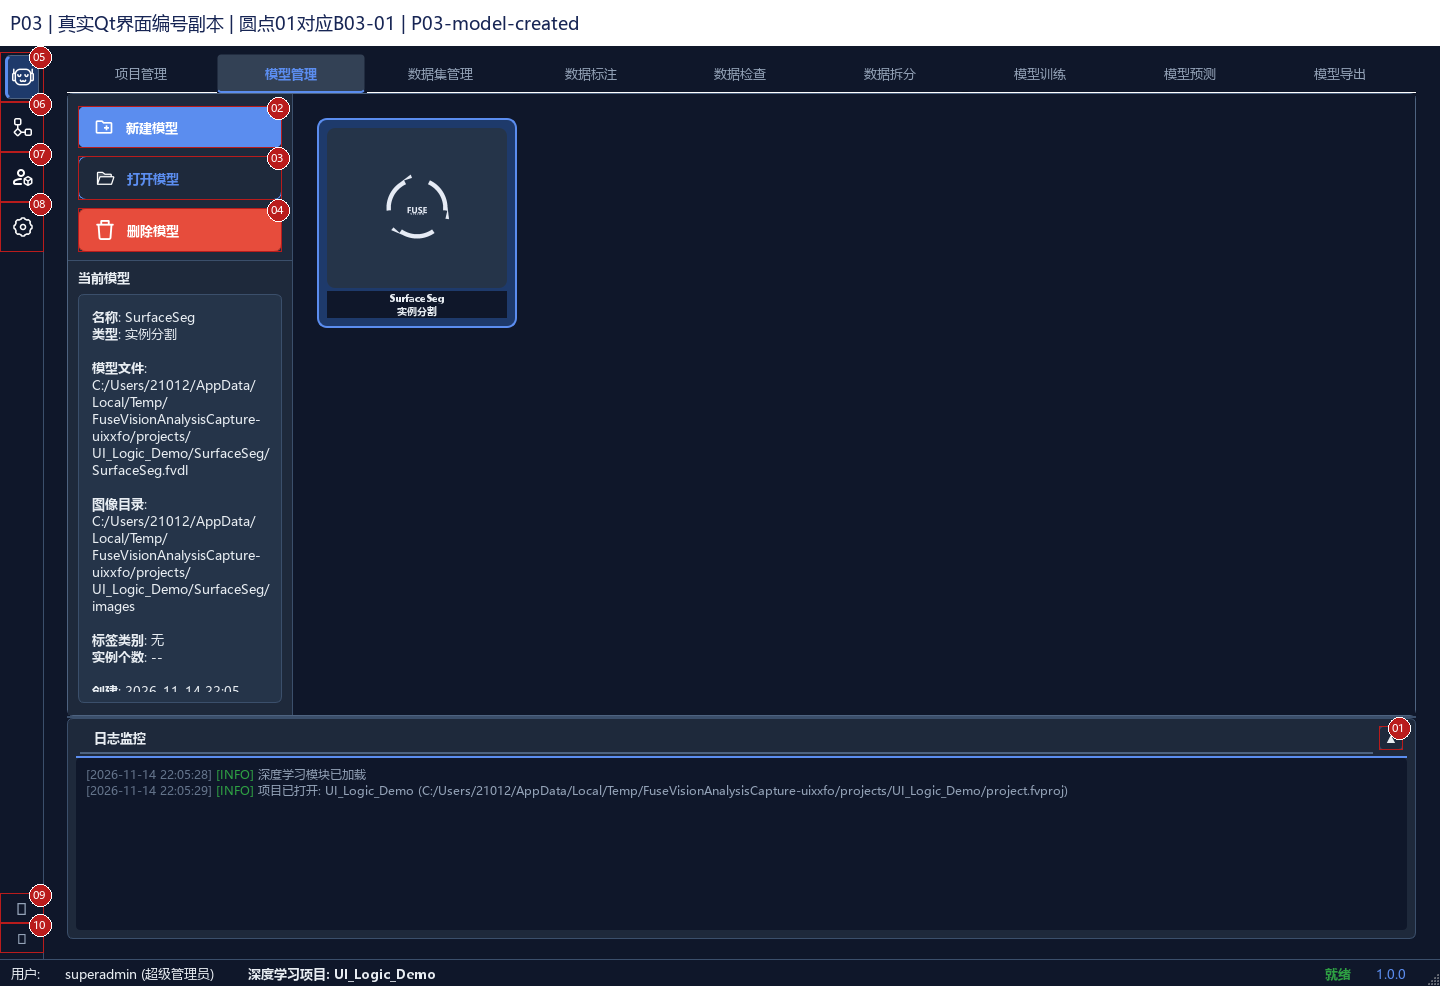 P03 | 真实Qt界面编号副本 | 圆点01对应B03-01 | P03-model-created
05
06
07
08
项目管理
模型管理
数据集管理
数据标注
数据检查
数据拆分
模型训练
模型预测
模型导出
02
新建模型
03
打开模型
04
删除模型
当前模型
名称: SurfaceSeg
类型: 实例分割
模型文件:
C:/Users/21012/AppData/
Local/Temp/
FuseVisionAnalysisCapture-
uixxfo/projects/
UI_Logic_Demo/SurfaceSeg/
SurfaceSeg.fvdl
图像目录:
C:/Users/21012/AppData/
Local/Temp/
FuseVisionAnalysisCapture-
uixxfo/projects/
UI_Logic_Demo/SurfaceSeg/
images
标签类别: 无
实例个数: --
创建: 2026-11-14 22:05
FUSE
SurfaceSeg
实例分割
日志监控
01
[2026-11-14 22:05:28] [INFO] 深度学习模块已加载
[2026-11-14 22:05:29] [INFO] 项目已打开: UI_Logic_Demo (C:/Users/21012/AppData/Local/Temp/FuseVisionAnalysisCapture-uixxfo/projects/UI_Logic_Demo/project.fvproj)
09
10
用户: superadmin (超级管理员) 深度学习项目: UI_Logic_Demo
就绪 1.0.0